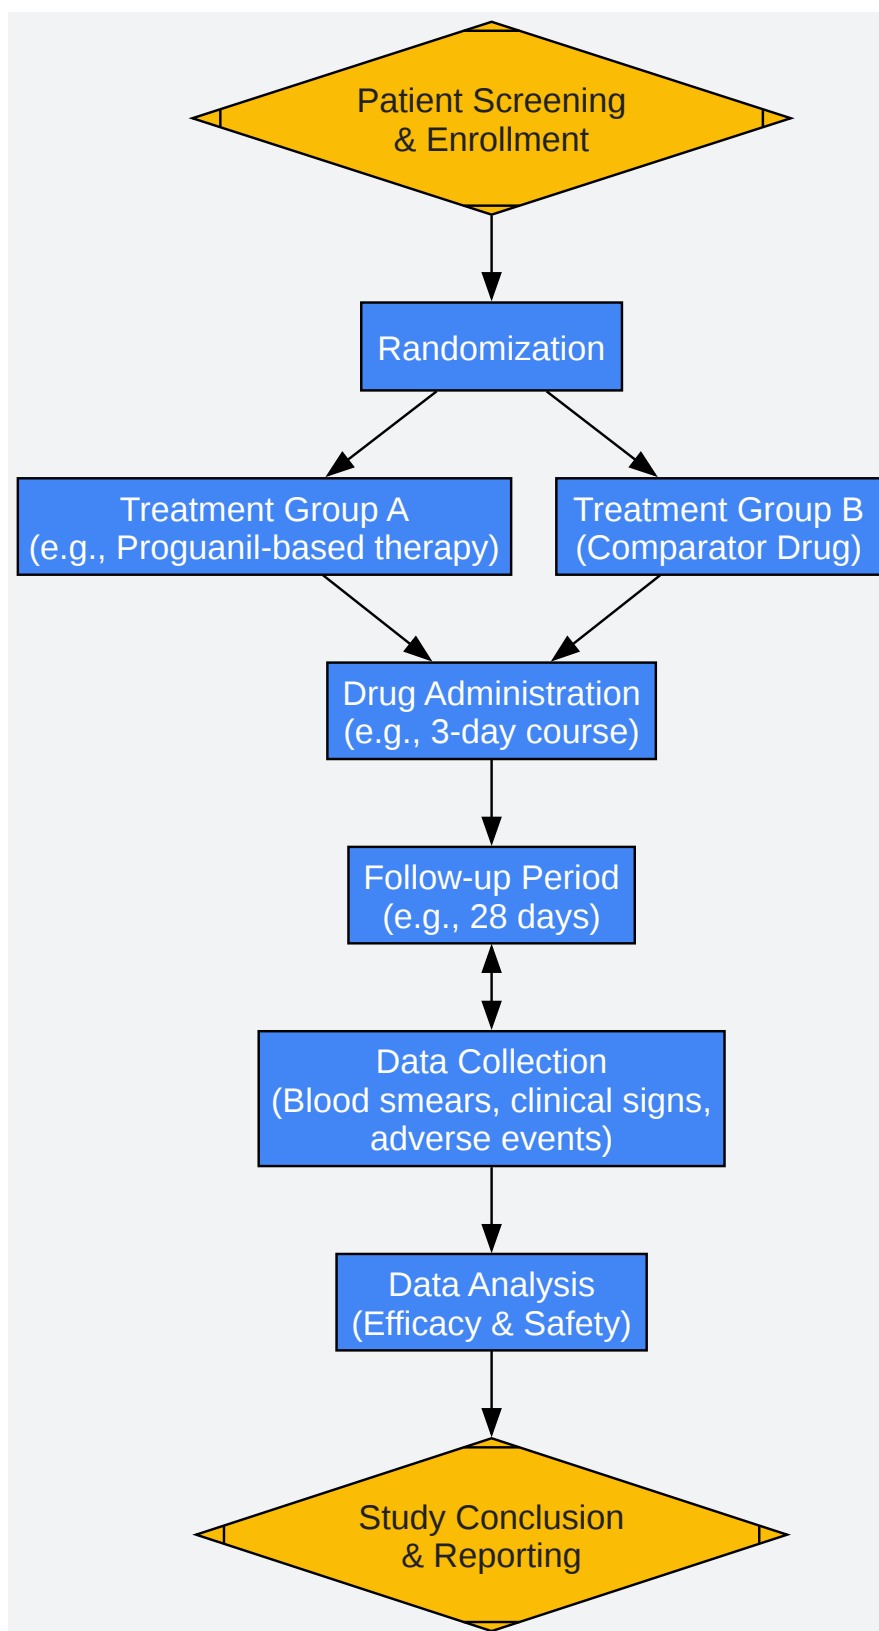 Patient Screening
& Enrollment
Randomization
Treatment Group A
(e.g., Proguanil-based therapy)
Treatment Group B
(Comparator Drug)
Drug Administration
(e.g., 3-day course)
Follow-up Period
(e.g., 28 days)
Data Collection
(Blood smears, clinical signs,
adverse events)
Data Analysis
(Efficacy & Safety)
Study Conclusion
& Reporting